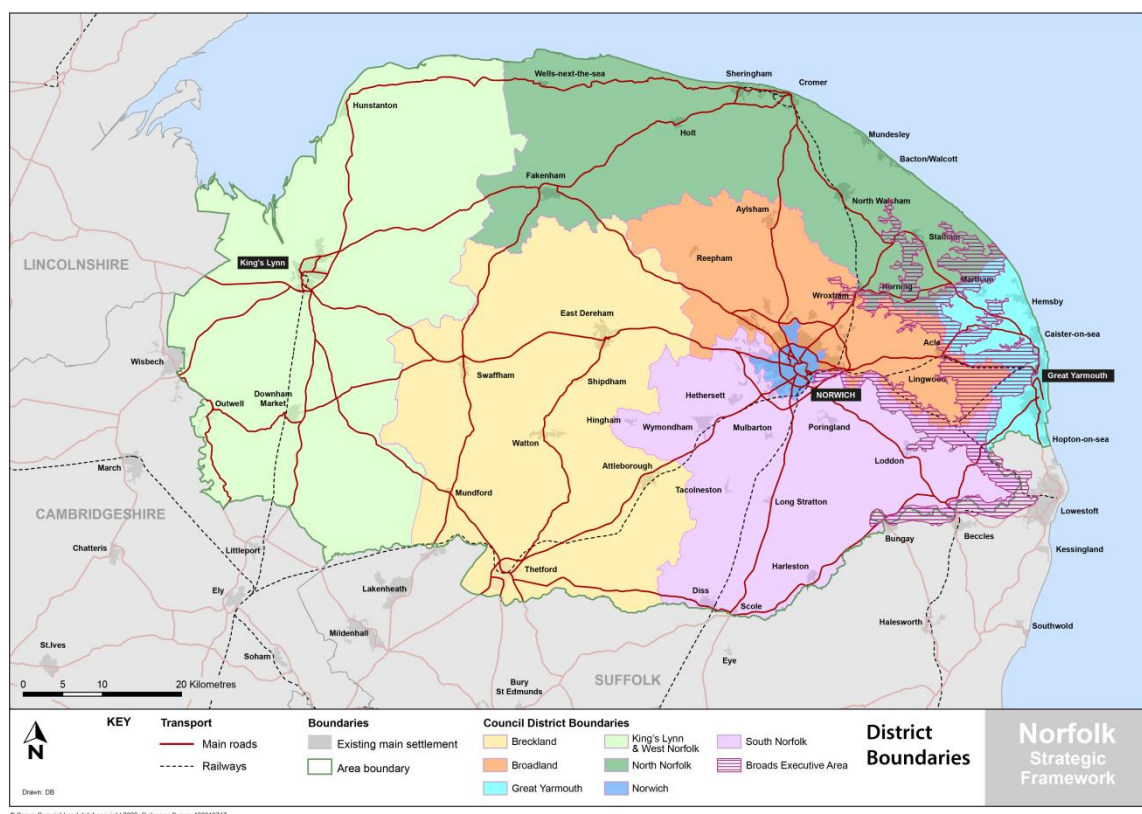 Wells-next-the-sea
Sheringham
Cromer
Hunstanton
Holt
Mundesley
Bacton/Walcott
Fakenham
North Walsham
Aylsham
Stalham
LINCOLNSHIRE
King's Lynn
Reepham
Martham
Horning
Wroxham
Hemsby
East Dereham
Caister-on-sea
Acle
Wisbech
Swaffham
Great Yarmouth
Shipdham
Lingwood
Downham
Market
Outwell
Hethersett
NORWICH
Hingham
Wymondham
Mulbarton
Poringland
Hopton-on-sea
Watton
Loddon
March
Attleborough
Tacolneston
Mundford
Long Stratton
CAMBRIDGESHIRE
Lowestoft
Bungay
Beccles
Chatteris
Littleport
Kessingland
Thetford
Harleston
Ely
Lakenheath
Diss
Scole
Halesworth
Southwold
Mildenhall
St.Ives
Soham
Eye
SUFFOLK
Bury
St Edmunds
0 5 10 20 Kilometres
KEY
N
Drawn: DB
Transport
Main roads
Railways
Boundaries
Existing main settlement
Area boundary
Council District Boundaries
Breckland
Broadland
Great Yarmouth
King's Lynn
& West Norfolk
North Norfolk
Norwich
South Norfolk
Broads Executive Area
District
Boundaries
Norfolk
Strategic
Framework